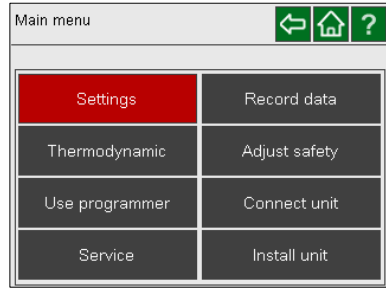 Main menu
?
Settings
Record data
Thermodynamic
Adjust safety
Use programmer
Connect unit
Service
Install unit